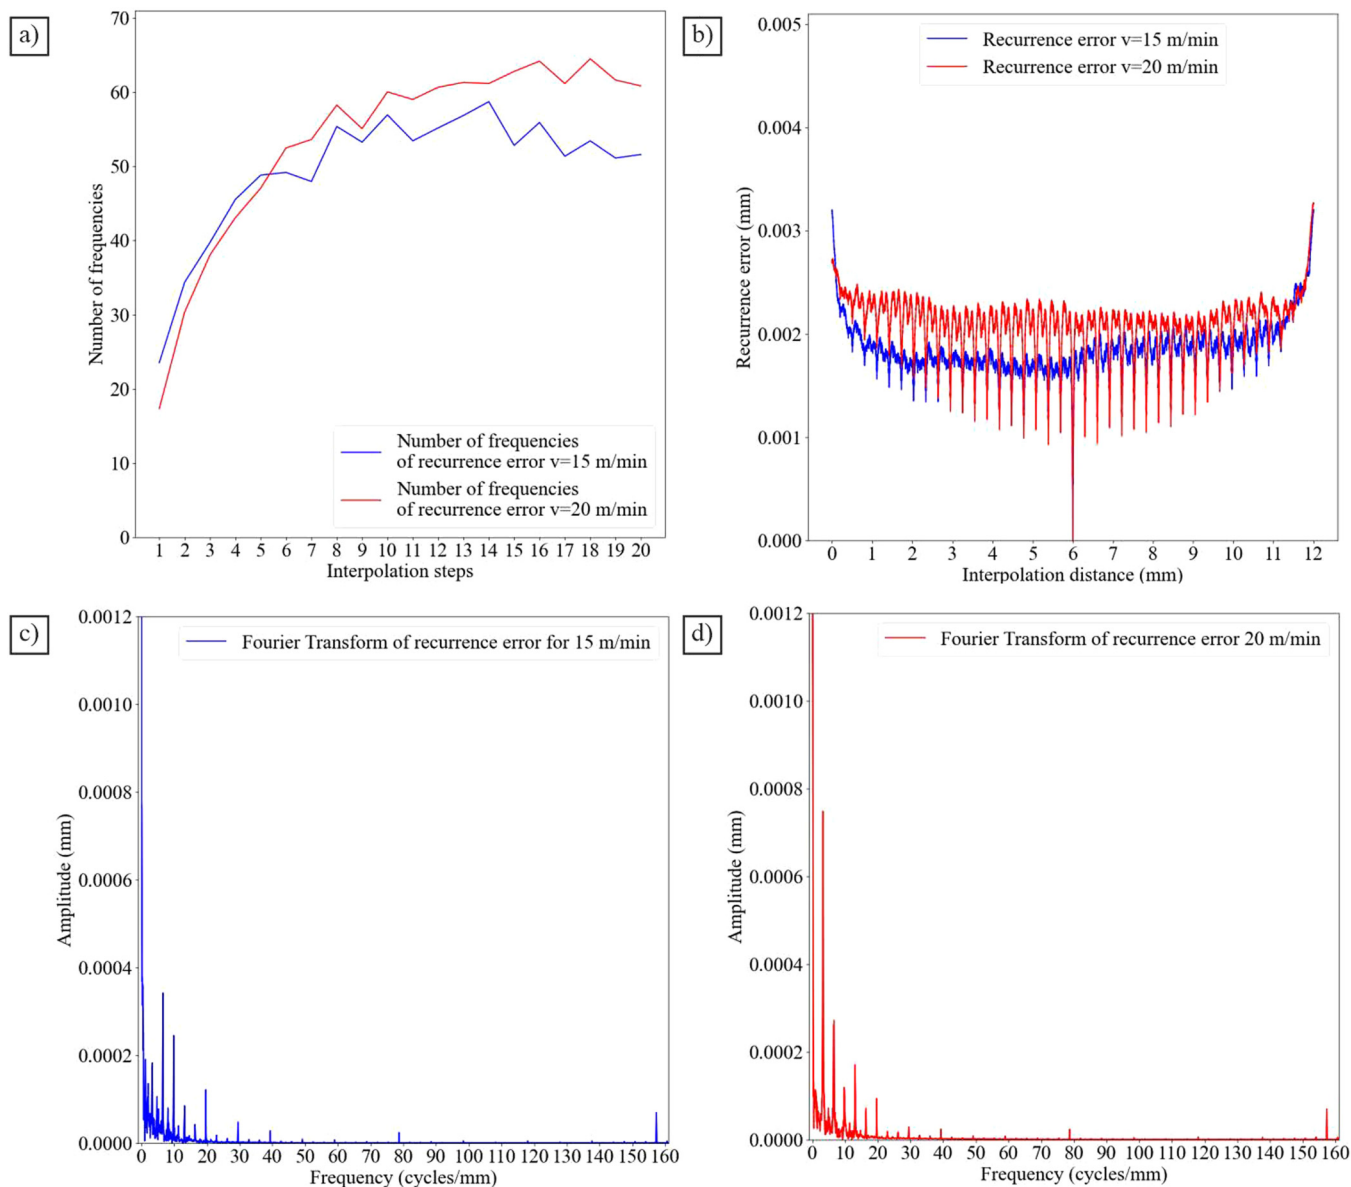 a)
70
60
50
40
30
20
10
0
Number of frequencies
Number of frequencies
of recurrence error v=15 m/min
Number of frequencies
of recurrence error v=20 m/min
1 2 3 4 5 6 7 8 9 10 11 12 13 14 15 16 17 18 19 20
Interpolation steps
b)
0.005
0.004
0.003
0.002
0.001
0.000
Recurrence error (mm)
Recurrence error v=15 m/min
Recurrence error v=20 m/min
0 1 2 3 4 5 6 7 8 9 10 11 12
Interpolation distance (mm)
c)
0.0012
0.0010
0.0008
0.0006
0.0004
0.0002
0.0000
Amplitude (mm)
Fourier Transform of recurrence error for 15 m/min
0 10 20 30 40 50 60 70 80 90 100 110 120 130 140 150 160
Frequency (cycles/mm)
d)
0.0012
0.0010
0.0008
0.0006
0.0004
0.0002
0.0000
Amplitude (mm)
Fourier Transform of recurrence error 20 m/min
0 10 20 30 40 50 60 70 80 90 100 110 120 130 140 150 160
Frequency (cycles/mm)